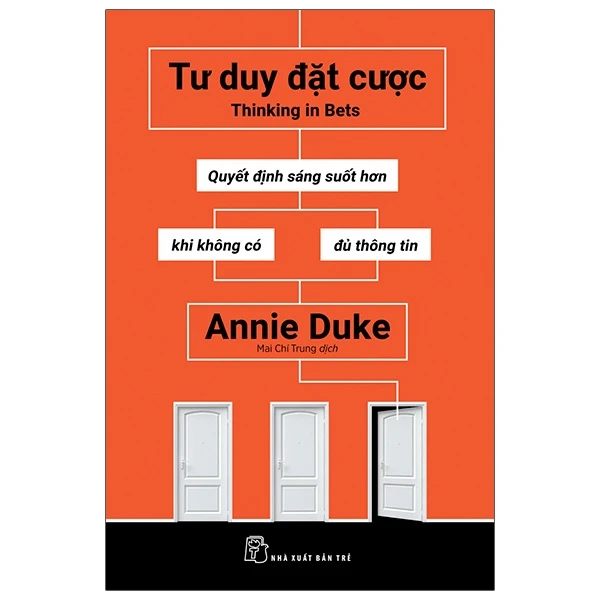 Tư duy đặt cược
Thinking in Bets
Quyết định sáng suốt hơn
khi không có
đủ thông tin
Annie Duke
Mai Chí Trung dịch
NHÀ XUẤT BẢN TRẺ